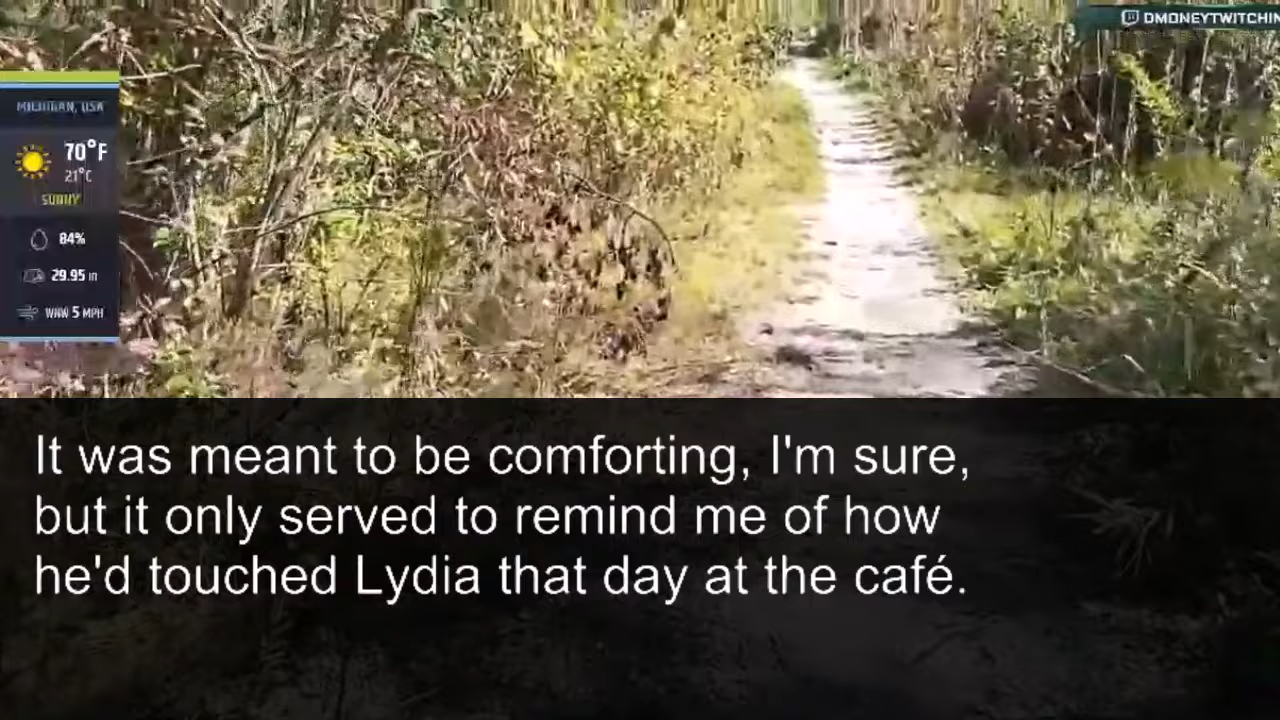 DMONEYTWITCHIN
MICHIGAN, USA
70°F
21°C
SUNNY
84%
29.95 in
WNW 5 MPH
It was meant to be comforting, I'm sure,
but it only served to remind me of how
he'd touched Lydia that day at the café.